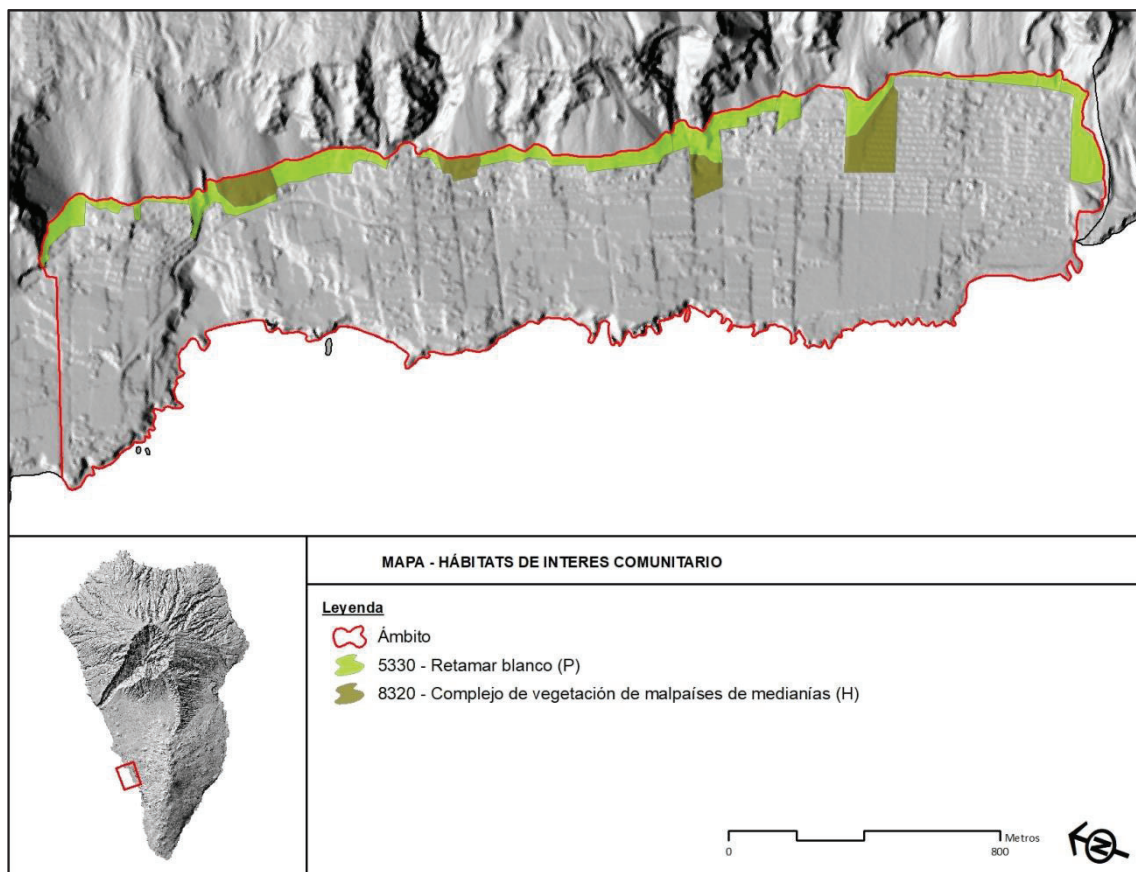 MAPA - HÁBITATS DE INTERES COMUNITARIO
Leyenda
Ámbito
5330 - Retamar blanco (P)
8320 - Complejo de vegetación de malpaíses de medianías (H)
Metros
0
800
N